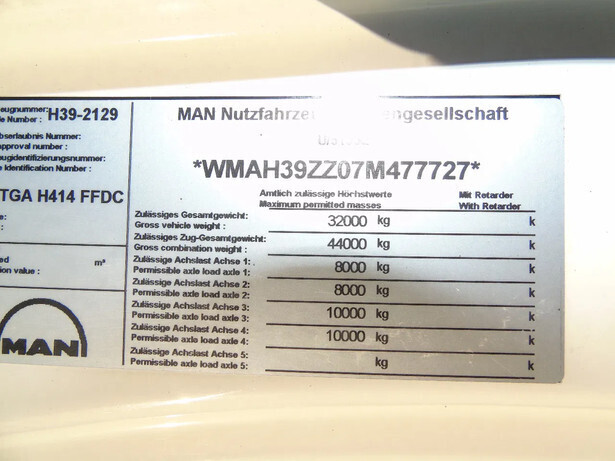 eugnummer: H39-2129
le Number :
bserlaubnis Nummer:
approval number :
ugidentifizierungsnummer:
e Identification Number :
TGA H414 FFDC
m³
ation value :
MAN
MAN Nutzfahrze engesellschaft
*WMAH39ZZ07M477727*
Amtlich zulässige Höchstwerte Mit Retarder
Maximum permitted masses With Retarder
Zulässiges Gesamtgewicht:
Gross vehicle weight : 32000 kg k
Zulässiges Zug-Gesamtgewicht:
Gross combination weight : 44000 kg k
Zulässige Achslast Achse 1:
Permissible axle load axle 1: 8000 kg k
Zulässige Achslast Achse 2:
Permissible axle load axle 2: 8000 kg k
Zulässige Achslast Achse 3:
Permissible axle load axle 3: 10000 kg k
Zulässige Achslast Achse 4:
Permissible axle load axle 4: 10000 kg k
Zulässige Achslast Achse 5:
Permissible axle load axle 5: kg k